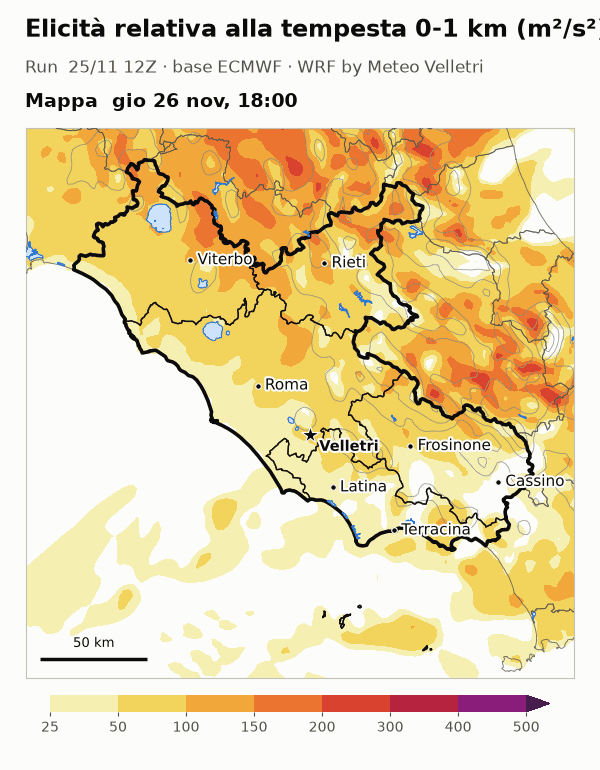 Elicità relativa alla tempesta 0-1 km (m²/s²)
Run 25/11 12Z · base ECMWF · WRF by Meteo Velletri
Mappa gio 26 nov, 18:00
Viterbo
Rieti
Roma
Velletri
Frosinone
Cassino
Latina
Terracina
50 km
25 50 100 150 200 300 400 500